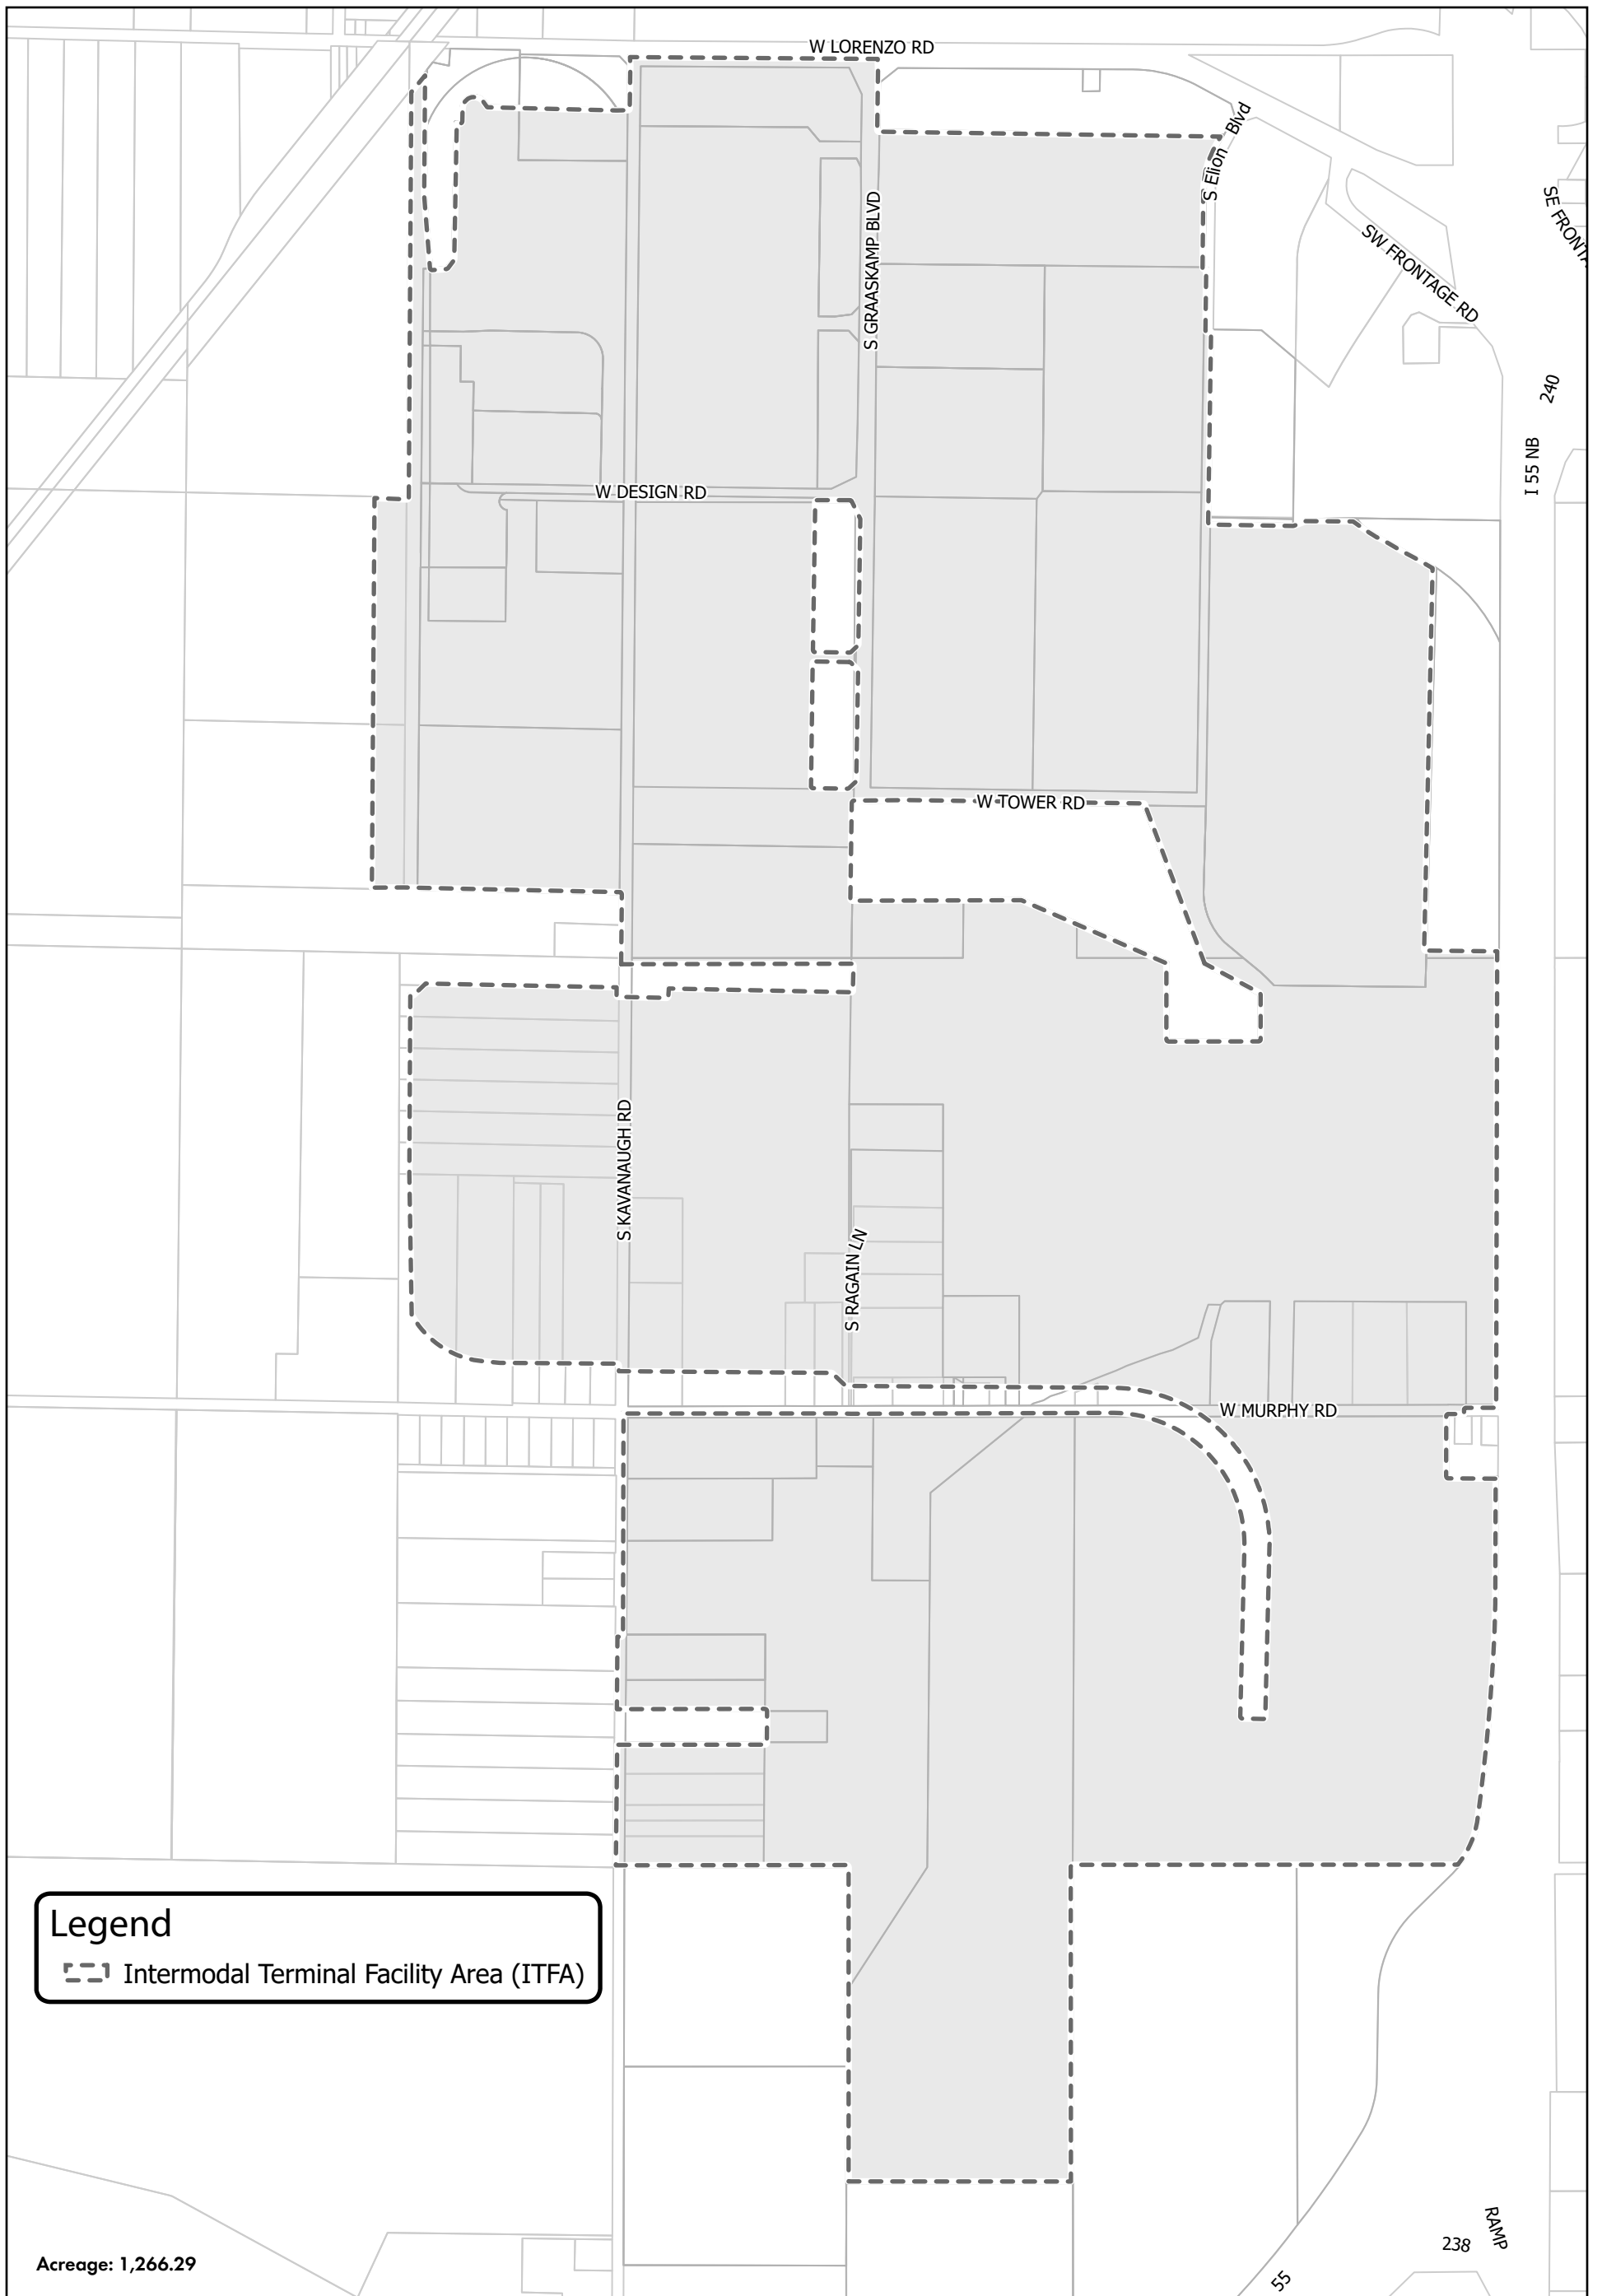 W LORENZO RD
S Elion Blvd
S GRAASKAMP BLVD
SW FRONTAGE RD
SE FRONTA
240
I 55 NB
W DESIGN RD
W TOWER RD
S KAVANAUGH RD
S RAGAIN LN
W MURPHY RD
Legend
Intermodal Terminal Facility Area (ITFA)
RAMP
238
55
Acreage: 1,266.29